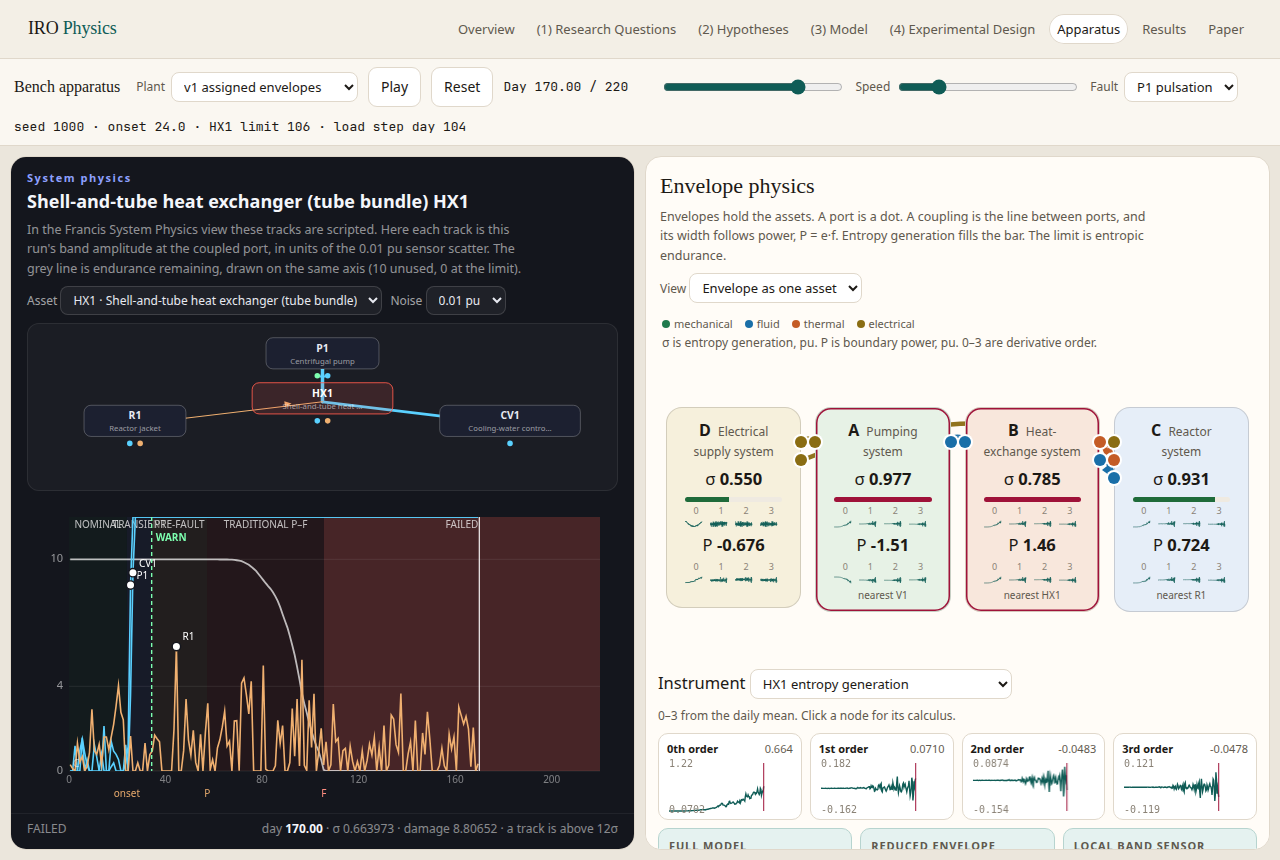 IRO Physics
Overview (1) Research Questions (2) Hypotheses (3) Model (4) Experimental Design Apparatus Results Paper
Bench apparatus Plant v1 assigned envelopes Play Reset Day 170.00 / 220 Speed Fault P1 pulsation
seed 1000 · onset 24.0 · HX1 limit 106 · load step day 104
System physics
Shell-and-tube heat exchanger (tube bundle) HX1
In the Francis System Physics view these tracks are scripted. Here each track is this
run's band amplitude at the coupled port, in units of the 0.01 pu sensor scatter. The
grey line is endurance remaining, drawn on the same axis (10 unused, 0 at the limit).
Asset HX1 · Shell-and-tube heat exchanger (tube bundle) Noise 0.01 pu
P1
Centrifugal pump
HX1
R1
Reactor jacket
CV1
Cooling-water contro…
TRADITIONAL P–F FAILED
WARN
10
CV1
P1
R1
4
0
0 40 80 120 160 200
onset P F
FAILED day 170.00 · σ 0.663973 · damage 8.80652 · a track is above 12σ
Envelope physics
Envelopes hold the assets. A port is a dot. A coupling is the line between ports, and
its width follows power, P = e·f. Entropy generation fills the bar. The limit is entropic
endurance.
View Envelope as one asset
mechanical fluid thermal electrical
σ is entropy generation, pu. P is boundary power, pu. 0–3 are derivative order.
D Electrical
supply system
σ 0.550
0 1 2 3
P -0.676
0 1 2 3
A Pumping
system
σ 0.977
0 1 2 3
P -1.51
0 1 2 3
nearest V1
B Heat-
exchange system
σ 0.785
0 1 2 3
P 1.46
0 1 2 3
nearest HX1
C Reactor
system
σ 0.931
0 1 2 3
P 0.724
0 1 2 3
nearest R1
Instrument HX1 entropy generation
0–3 from the daily mean. Click a node for its calculus.
0th order 0.664
1.22
0.0702
1st order 0.0710
0.182
-0.162
2nd order -0.0483
0.0874
-0.154
3rd order -0.0478
0.121
-0.119
FULL MODEL
REDUCED ENVELOPE
LOCAL BAND SENSOR